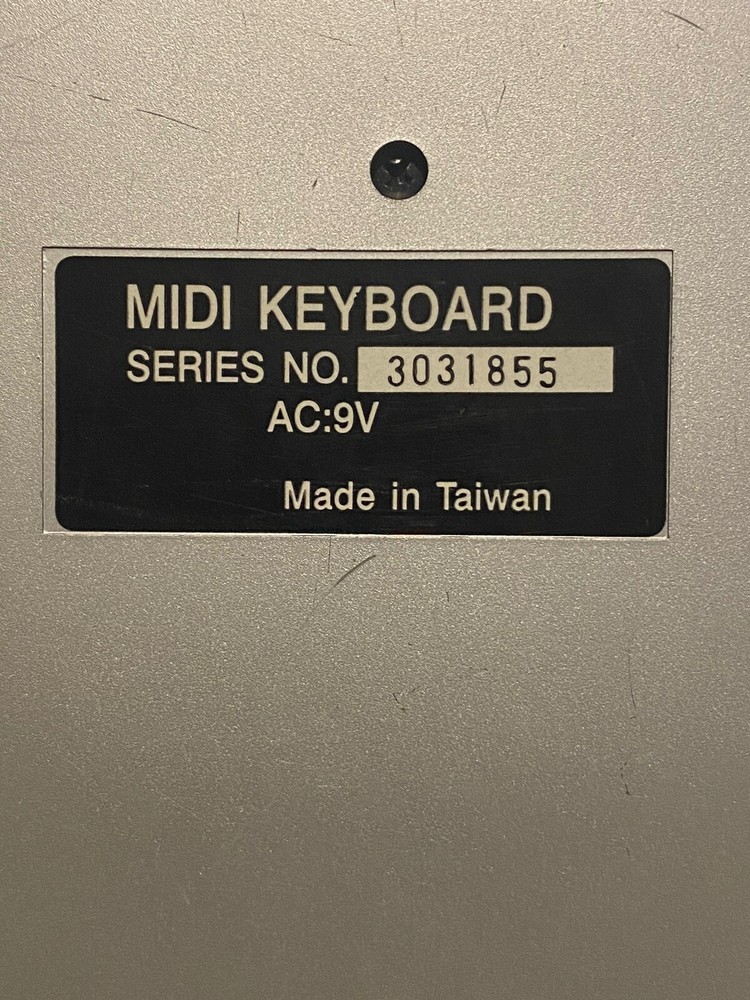 MIDI KEYBOARD
SERIES NO. 3031855
AC:9V
Made in Taiwan